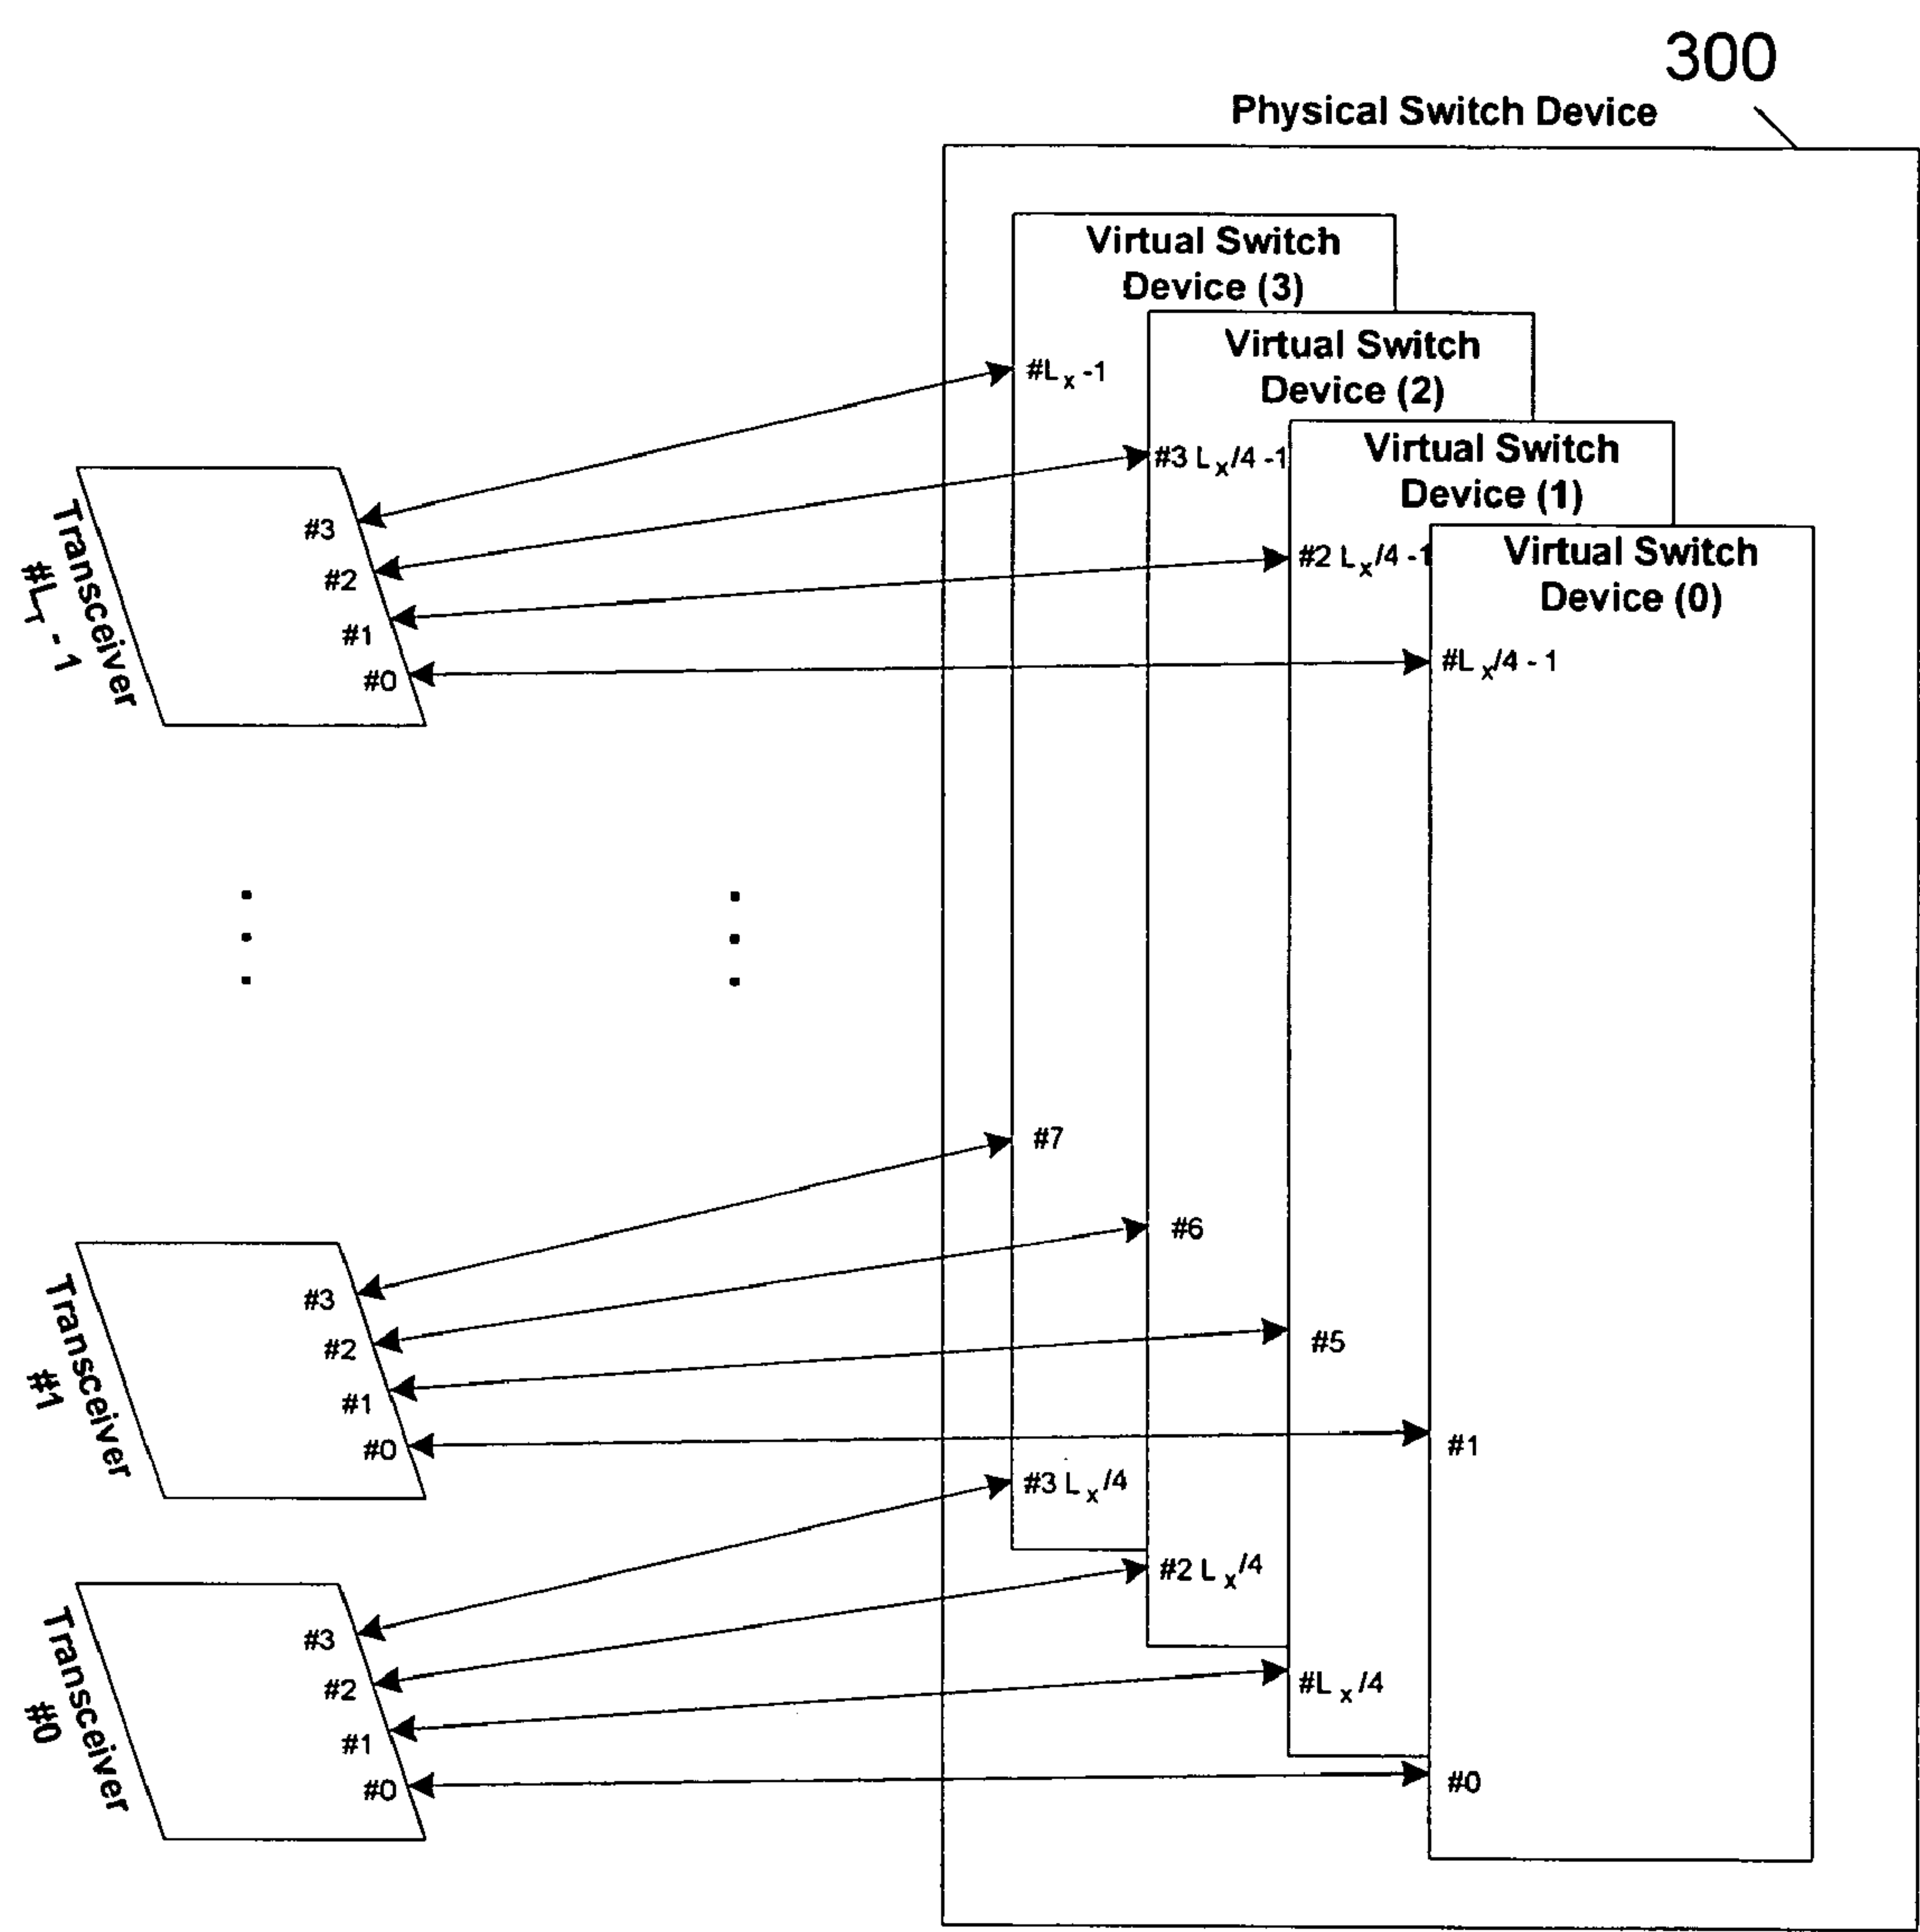 300
Physical Switch Device
Virtual Switch
Device (3)
Virtual Switch
Device (2)
Virtual Switch
Device (1)
Virtual Switch
Device (0)
#Lx -1
#3 Lx/4 -1
#2 Lx/4 -1
#Lx/4 - 1
Transceiver
#LT - 1
#3
#2
#1
#0
#7
#6
#5
#1
Transceiver
#1
#3
#2
#1
#0
#3 Lx /4
#2 Lx /4
#Lx /4
#0
Transceiver
#0
#3
#2
#1
#0